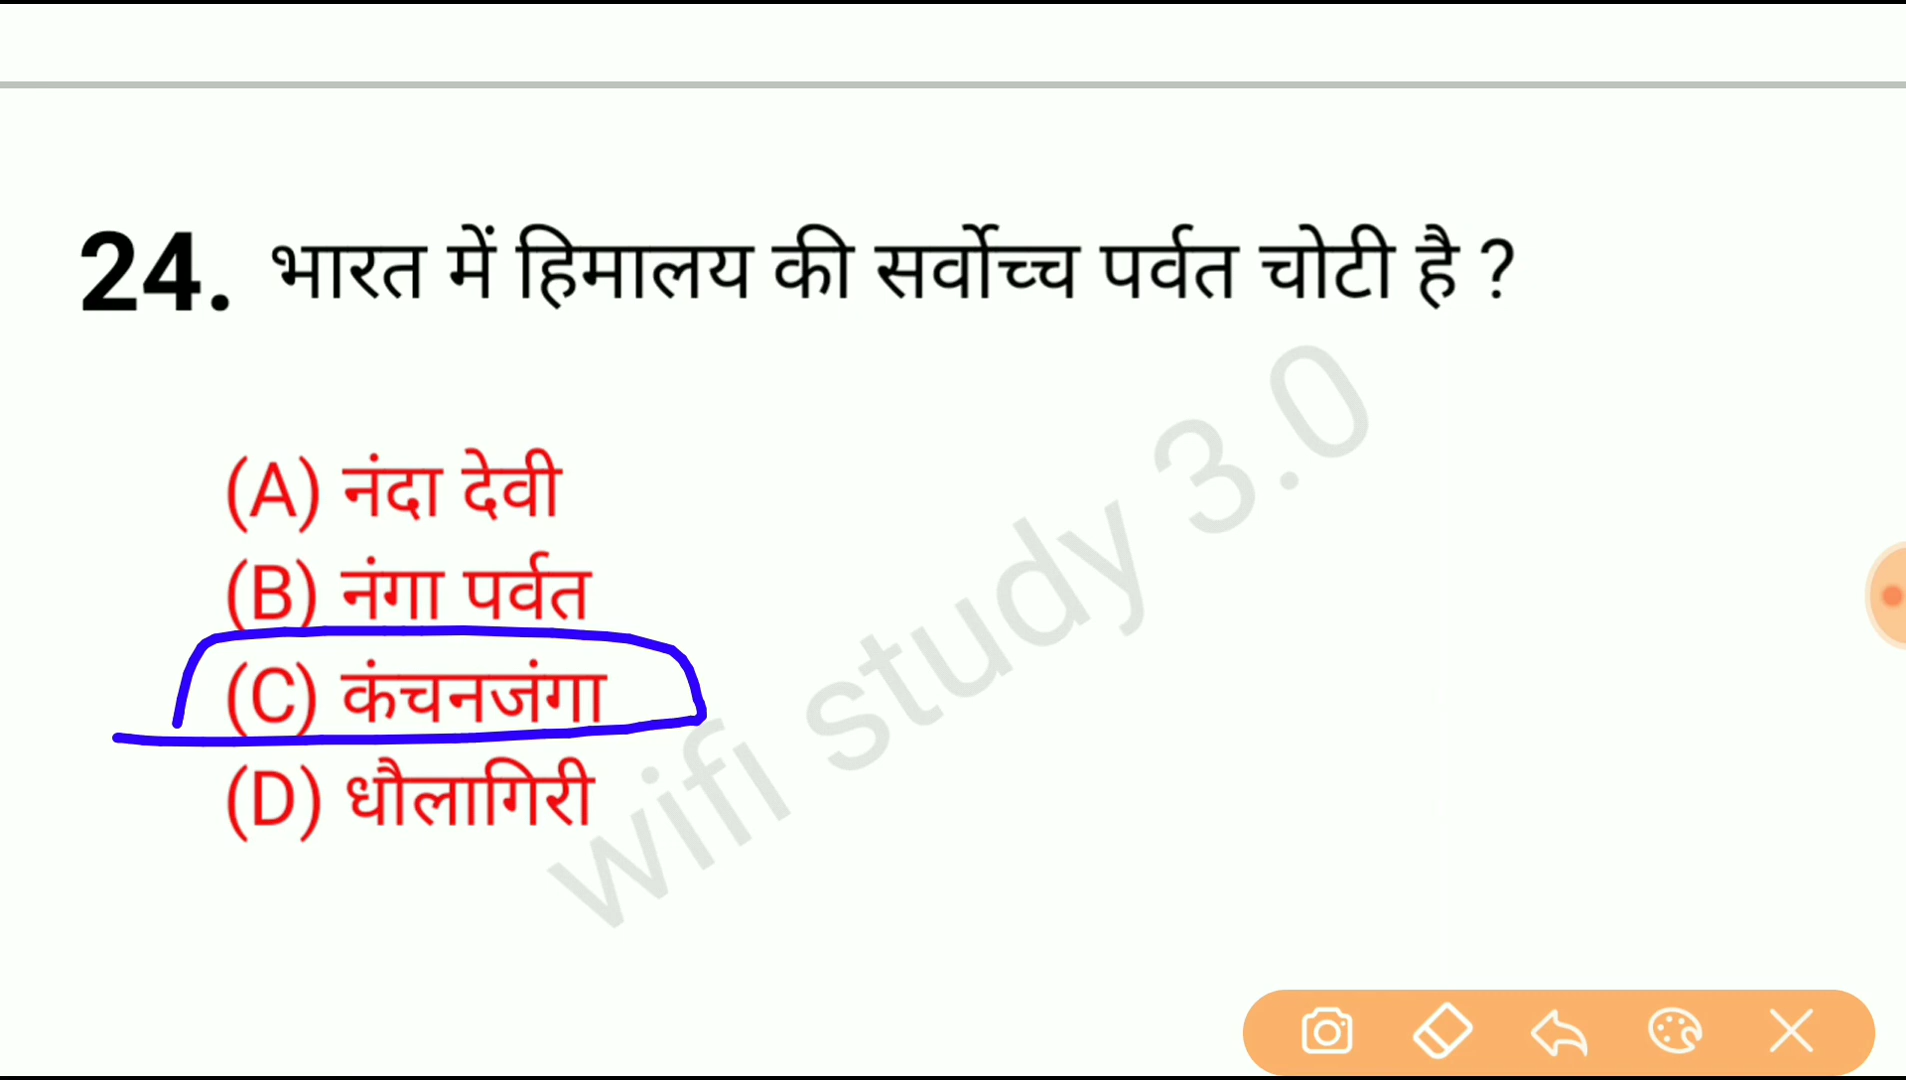 24. भारत में हिमालय की सर्वोच्च पर्वत चोटी है ?
(A) नंदा देवी
(B) नंगा पर्वत
(C) कंचनजंगा
(D) धौलागिरी
wifi study 3.0